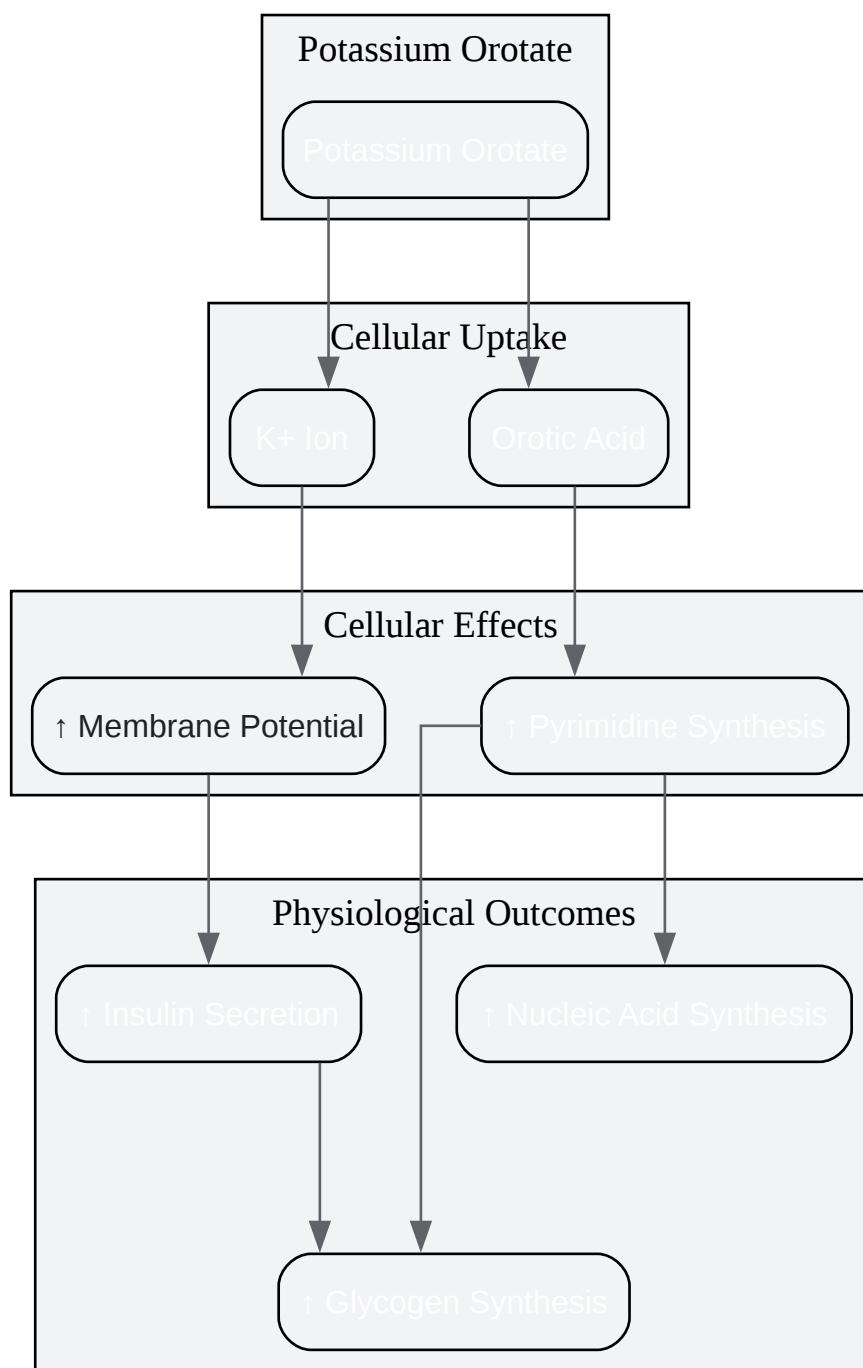 Potassium Orotate
Potassium Orotate
Cellular Uptake
K+ Ion
Orotic Acid
Cellular Effects
↑ Membrane Potential
↑ Pyrimidine Synthesis
Physiological Outcomes
↑ Insulin Secretion
↑ Nucleic Acid Synthesis
↑ Glycogen Synthesis